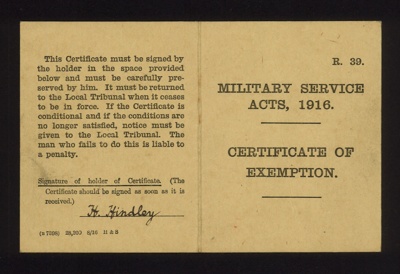 This Certificate must be signed by
the holder in the space provided
below and must be carefully pre-
served by him. It must be returned
to the Local Tribunal when it ceases
to be in force. If the Certificate is
conditional and if the conditions are
no longer satisfied, notice must be
given to the Local Tribunal. The
man who fails to do this is liable to
a penalty.
Signature of holder of Certificate. (The
Certificate should be signed as soon as it is
received.)
H. Hindley
8/16 H & S
R. 39.
MILITARY SERVICE
ACTS, 1916.
CERTIFICATE OF
EXEMPTION.